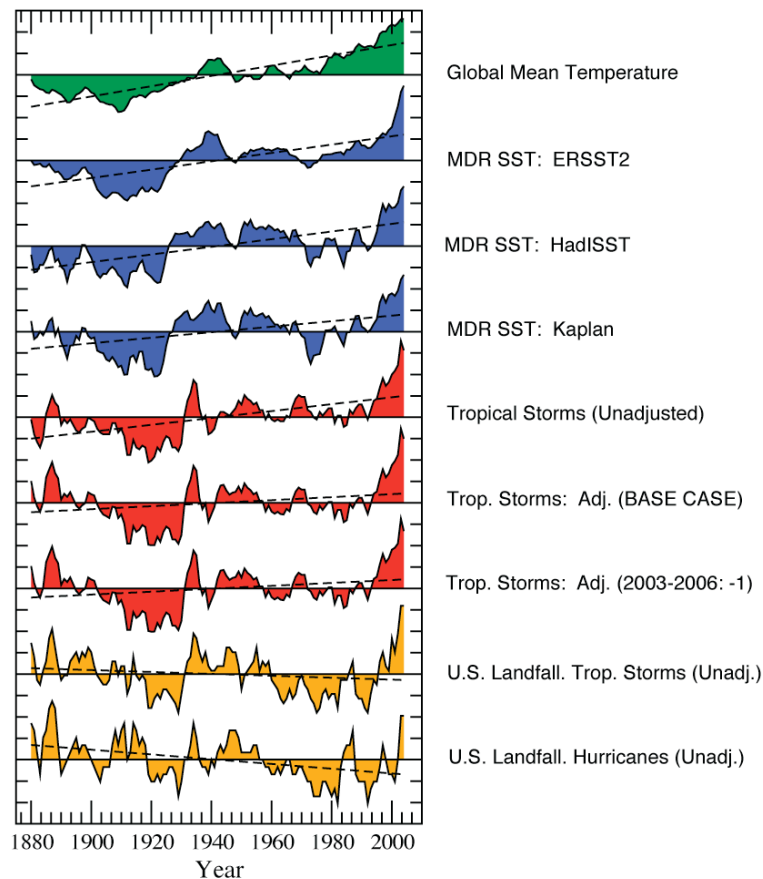 Global Mean Temperature
MDR SST: ERSST2
MDR SST: HadISST
MDR SST: Kaplan
Tropical Storms (Unadjusted)
Trop. Storms: Adj. (BASE CASE)
Trop. Storms: Adj. (2003-2006: -1)
U.S. Landfall. Trop. Storms (Unadj.)
U.S. Landfall. Hurricanes (Unadj.)
1880 1900 1920 1940 1960 1980 2000
Year